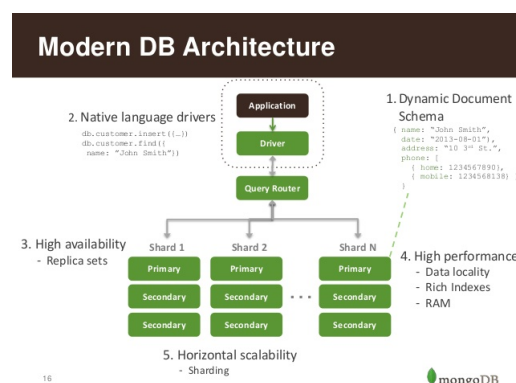 Modern DB Architecture
1. Dynamic Document
Schema
{ name: "John Smith",
date: "2013-08-01"),
address: "10 3rd St.",
phone: [
{ home: 1234567890),
{ mobile: 1234568138) }
}
2. Native language drivers
db.customer.insert({…})
db.customer.find({
name: "John Smith"})
Application
Driver
Query Router
3. High availability
- Replica sets
Shard 1
Primary
Secondary
Secondary
Shard 2
Primary
Secondary
Secondary
...
Shard N
Primary
Secondary
Secondary
4. High performance
- Data locality
- Rich Indexes
- RAM
5. Horizontal scalability
- Sharding
16
mongoDB